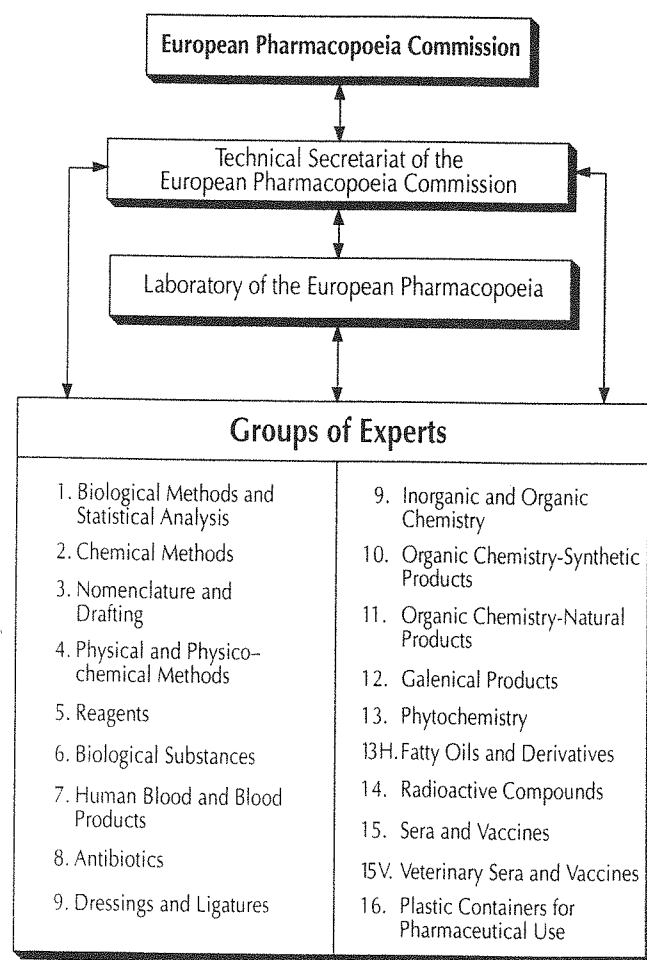 European Pharmacopoeia Commission
Technical Secretariat of the
European Pharmacopoeia Commission
Laboratory of the European Pharmacopoeia
Groups of Experts
1. Biological Methods and
Statistical Analysis
2. Chemical Methods
3. Nomenclature and
Drafting
4. Physical and Physico–
chemical Methods
5. Reagents
6. Biological Substances
7. Human Blood and Blood
Products
8. Antibiotics
9. Dressings and Ligatures
9. Inorganic and Organic
Chemistry
10. Organic Chemistry-Synthetic
Products
11. Organic Chemistry-Natural
Products
12. Galenical Products
13. Phytochemistry
13H. Fatty Oils and Derivatives
14. Radioactive Compounds
15. Sera and Vaccines
15V. Veterinary Sera and Vaccines
16. Plastic Containers for
Pharmaceutical Use